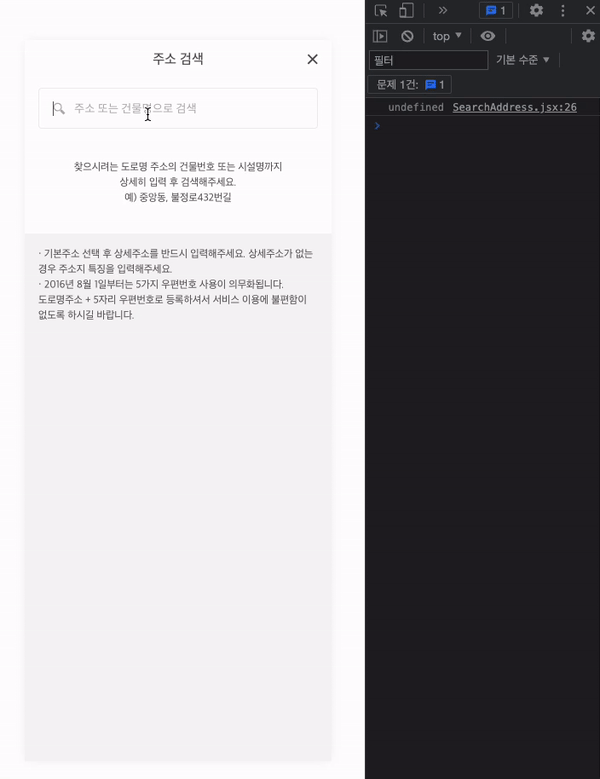 주소 검색
주소 또는 건물명으로 검색
찾으시려는 도로명 주소의 건물번호 또는 시설명까지
상세히 입력 후 검색해주세요.
예) 중앙동, 불정로432번길
· 기본주소 선택 후 상세주소를 반드시 입력해주세요. 상세주소가 없는
경우 주소지 특징을 입력해주세요.
· 2016년 8월 1일부터는 5가지 우편번호 사용이 의무화됩니다.
도로명주소 + 5자리 우편번호로 등록하셔서 서비스 이용에 불편함이
없도록 하시길 바랍니다.
1
top
필터
기본 수준
문제 1건: 1
undefined SearchAddress.jsx:26